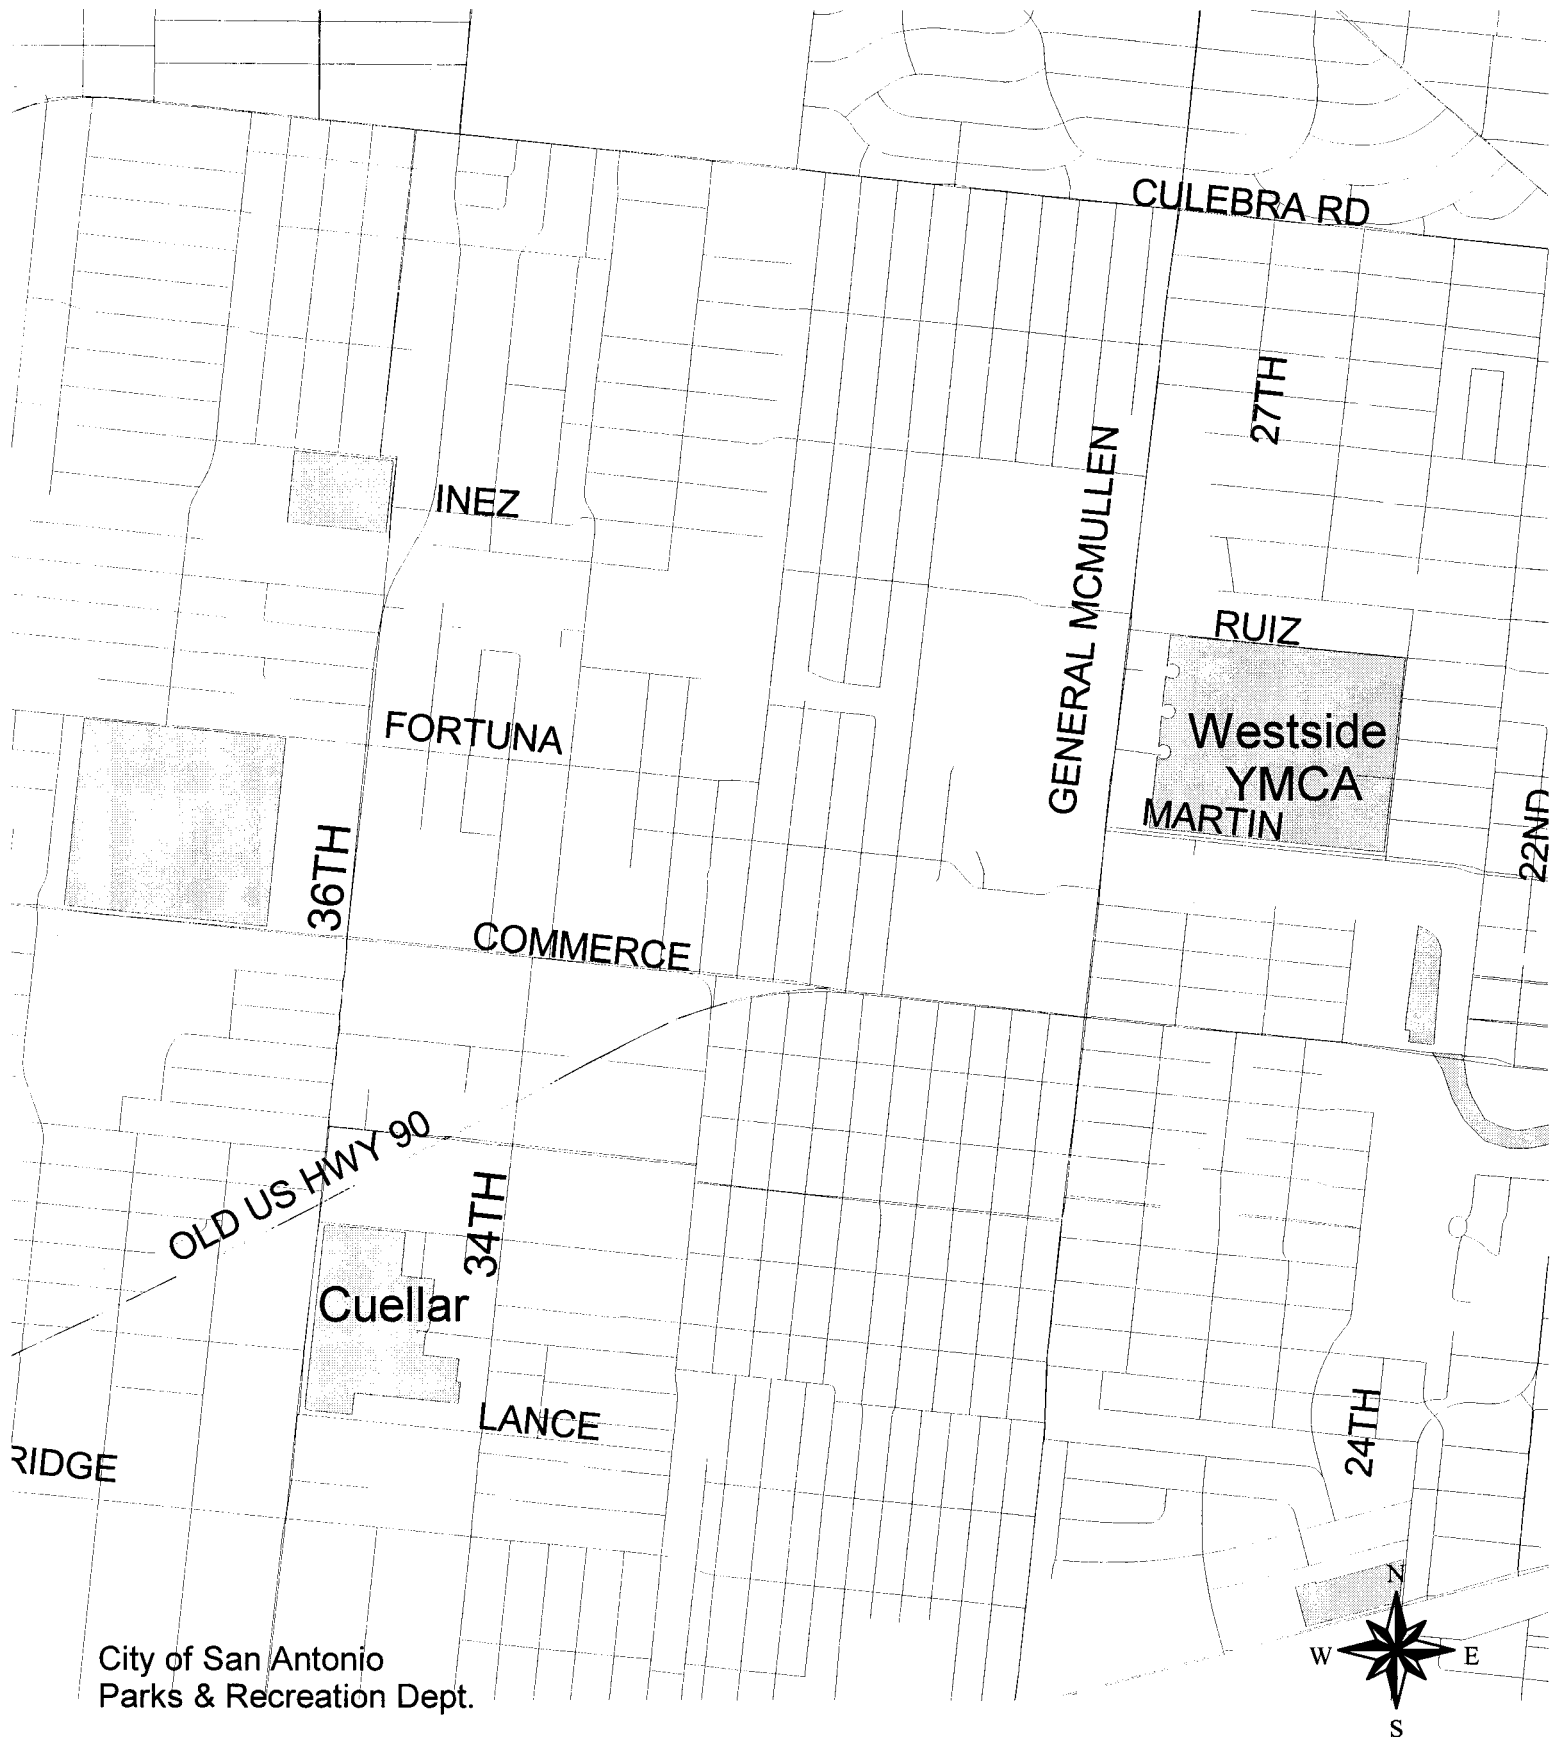 CULEBRA RD
27TH
GENERAL MCMULLEN
INEZ
RUIZ
FORTUNA
Westside
YMCA
MARTIN
22ND
36TH
COMMERCE
OLD US HWY 90
34TH
Cuellar
LANCE
24TH
RIDGE
N
W
E
S
City of San Antonio
Parks & Recreation Dept.